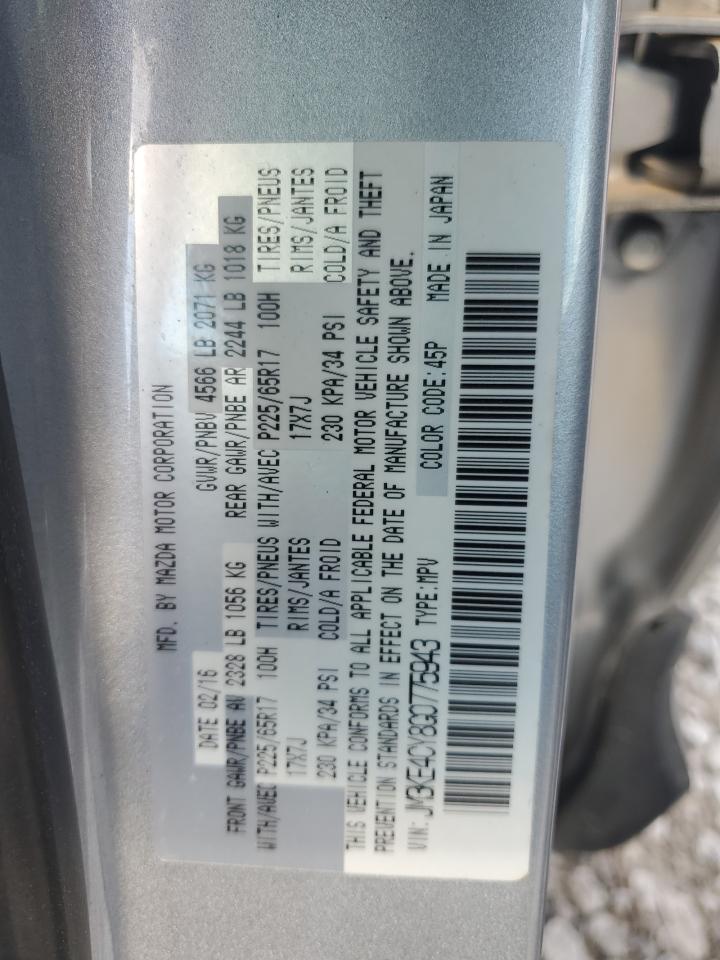 MFD. BY MAZDA MOTOR CORPORATION
DATE 02/16 GVWR/PNBV 4566 LB 2071 KG
FRONT GAWR/PNBE AV 2328 LB 1056 KG REAR GAWR/PNBE AR 2244 LB 1018 KG
WITH/AVEC P225/65R17 100H TIRES/PNEUS WITH/AVEC P225/65R17 100H TIRES/PNEUS
17X7J RIMS/JANTES 17X7J RIMS/JANTES
230 KPA/34 PSI COLD/A FROID 230 KPA/34 PSI COLD/A FROID
THIS VEHICLE CONFORMS TO ALL APPLICABLE FEDERAL MOTOR VEHICLE SAFETY AND THEFT
PREVENTION STANDARDS IN EFFECT ON THE DATE OF MANUFACTURE SHOWN ABOVE.
VIN: JM3KE4CY8G0775943 TYPE:MPV COLOR CODE:45P MADE IN JAPAN